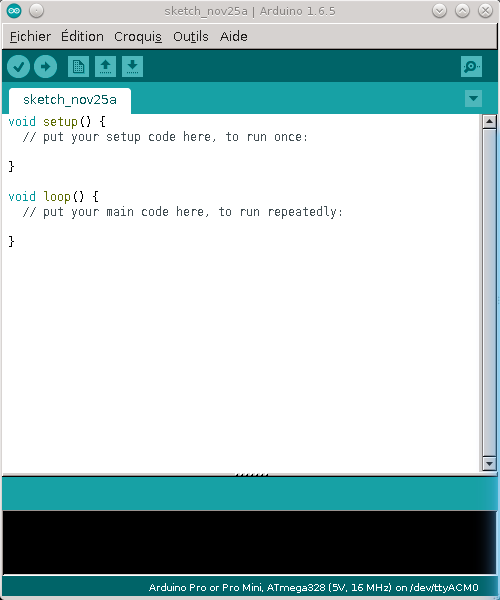 sketch_nov25a | Arduino 1.6.5
Fichier Édition Croquis Outils Aide
sketch_nov25a
void setup() {
  // put your setup code here, to run once:
}
void loop() {
  // put your main code here, to run repeatedly:
}
Arduino Pro or Pro Mini, ATmega328 (5V, 16 MHz) on /dev/ttyACM0